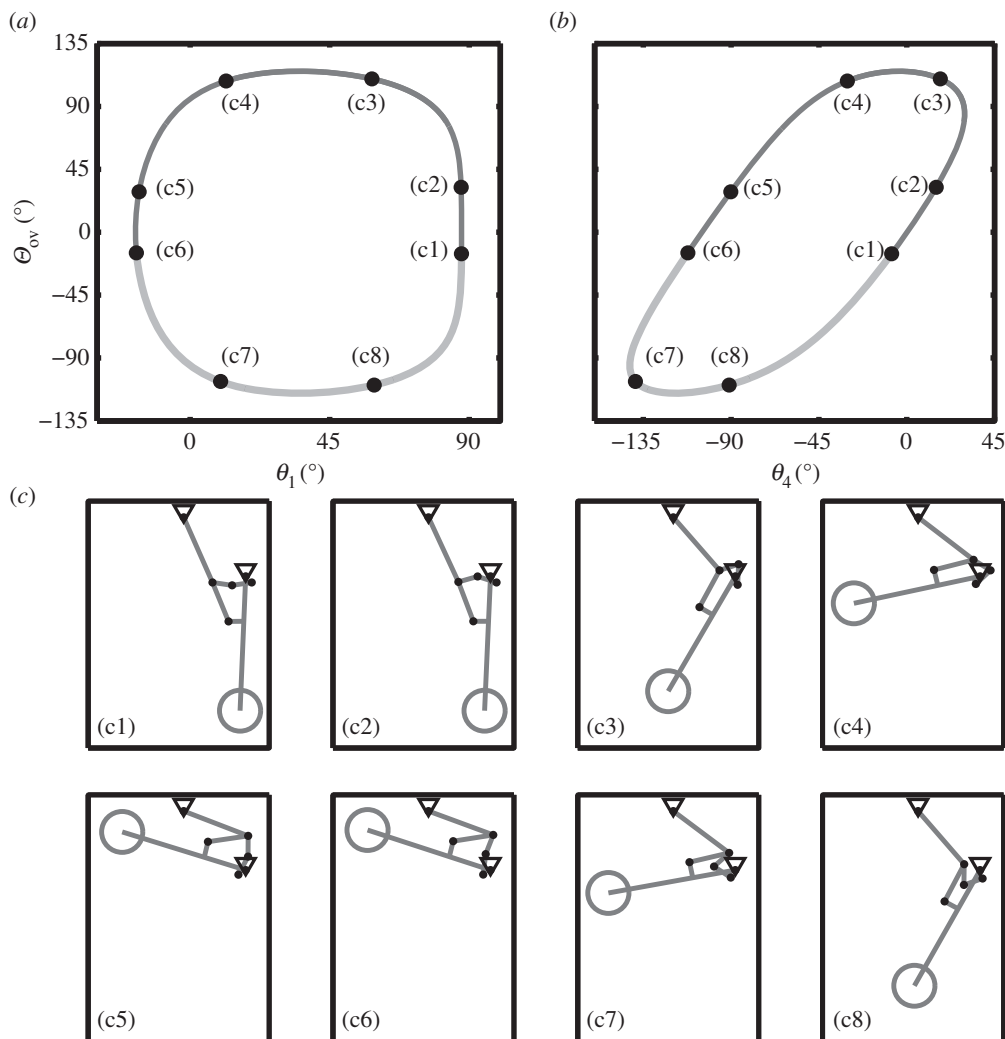 (a)
(b)
135
90
45
0
−45
−90
−135
Θov (°)
(c4)
(c3)
(c5)
(c2)
(c6)
(c1)
(c7)
(c8)
0
45
90
θ1 (°)
(c4)
(c3)
(c5)
(c2)
(c6)
(c1)
(c7)
(c8)
−135
−90
−45
0
45
θ4 (°)
(c)
(c1)
(c2)
(c3)
(c4)
(c5)
(c6)
(c7)
(c8)